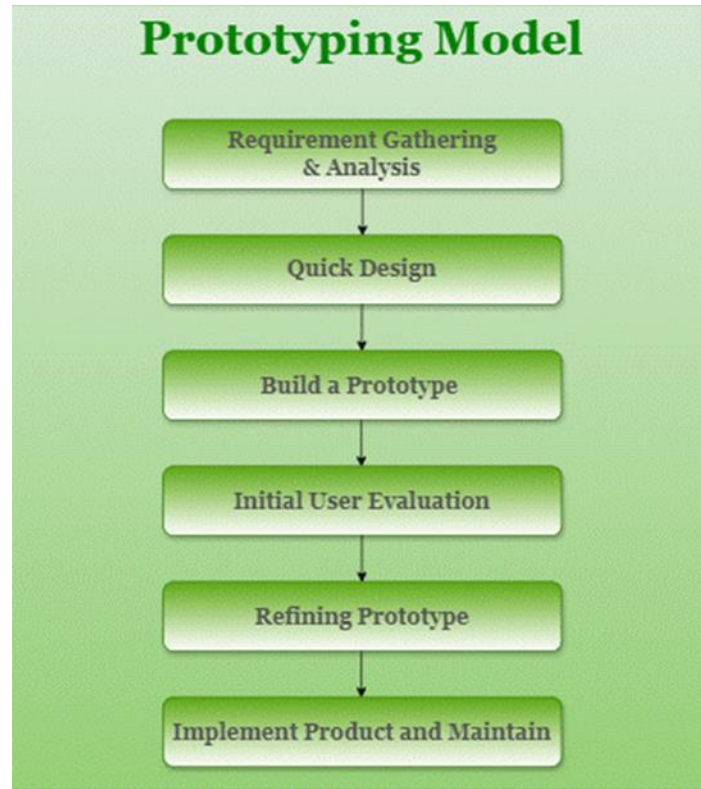 Prototyping Model
Requirement Gathering
& Analysis
Quick Design
Build a Prototype
Initial User Evaluation
Refining Prototype
Implement Product and Maintain